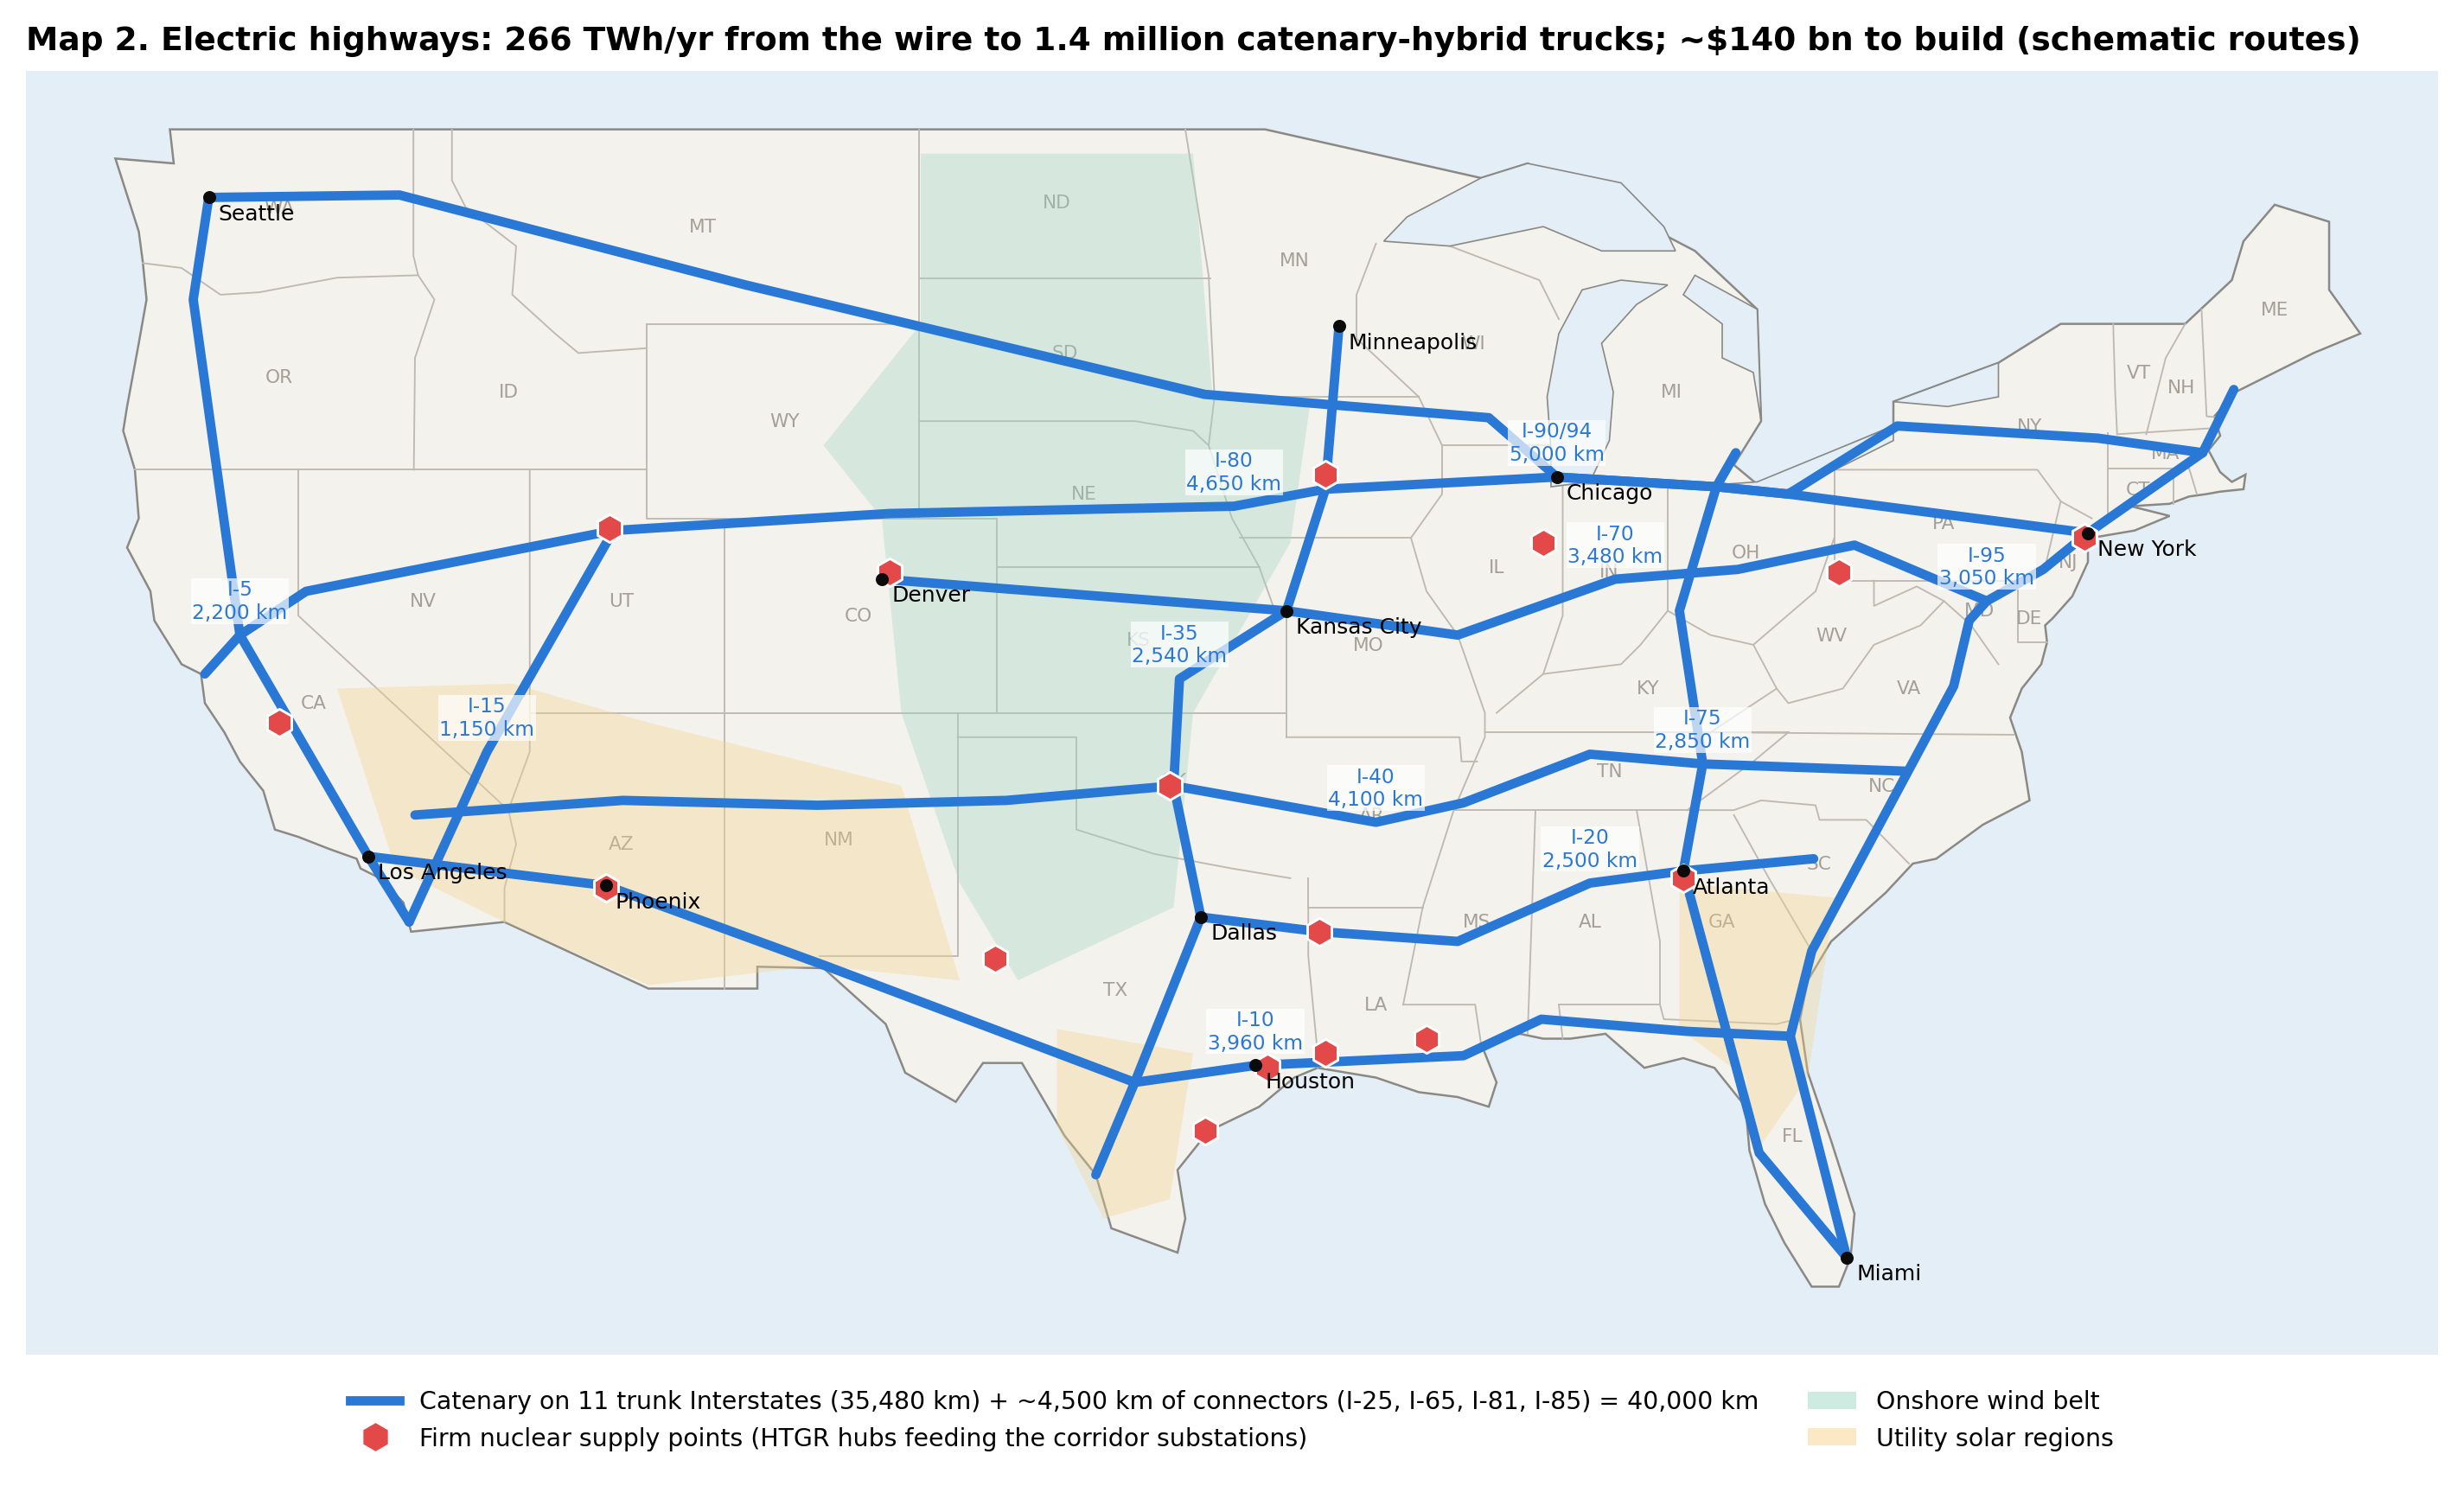 Map 2. Electric highways: 266 TWh/yr from the wire to 1.4 million catenary-hybrid trucks; ~$140 bn to build (schematic routes)
WA
Seattle
MT
ND
MN
ME
OR
ID
WY
SD
Minneapolis
WI
MI
VT
NH
NY
MA
CT
I-90/94
5,000 km
I-80
4,650 km
NE
Chicago
PA
New York
NJ
I-70
3,480 km
IL
IN
OH
I-95
3,050 km
MD
DE
I-5
2,200 km
NV
UT
CO
Denver
Kansas City
KS
I-35
2,540 km
MO
WV
KY
VA
CA
I-15
1,150 km
I-75
2,850 km
TN
NC
I-40
4,100 km
AR
AZ
NM
I-20
2,500 km
SC
Los Angeles
Phoenix
Atlanta
Dallas
MS
AL
GA
TX
LA
I-10
3,960 km
Houston
FL
Miami
Catenary on 11 trunk Interstates (35,480 km) + ~4,500 km of connectors (I-25, I-65, I-81, I-85) = 40,000 km
Firm nuclear supply points (HTGR hubs feeding the corridor substations)
Onshore wind belt
Utility solar regions